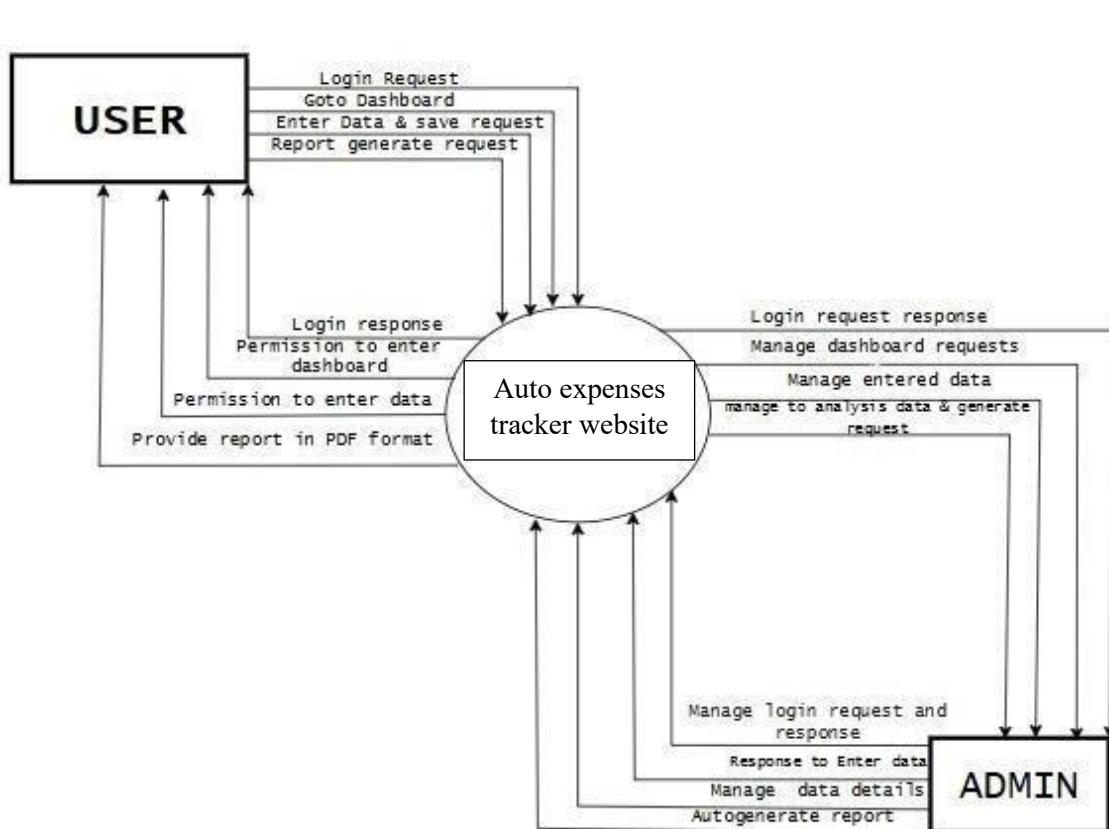 USER
Login Request
Goto Dashboard
Enter Data & save request
Report generate request
Login response
Permission to enter
dashboard
Permission to enter data
Provide report in PDF format
Auto expenses
tracker website
Login request response
Manage dashboard requests
Manage entered data
manage to analysis data & generate
request
Manage login request and
response
Response to Enter data
Manage data details
Autogenerate report
ADMIN